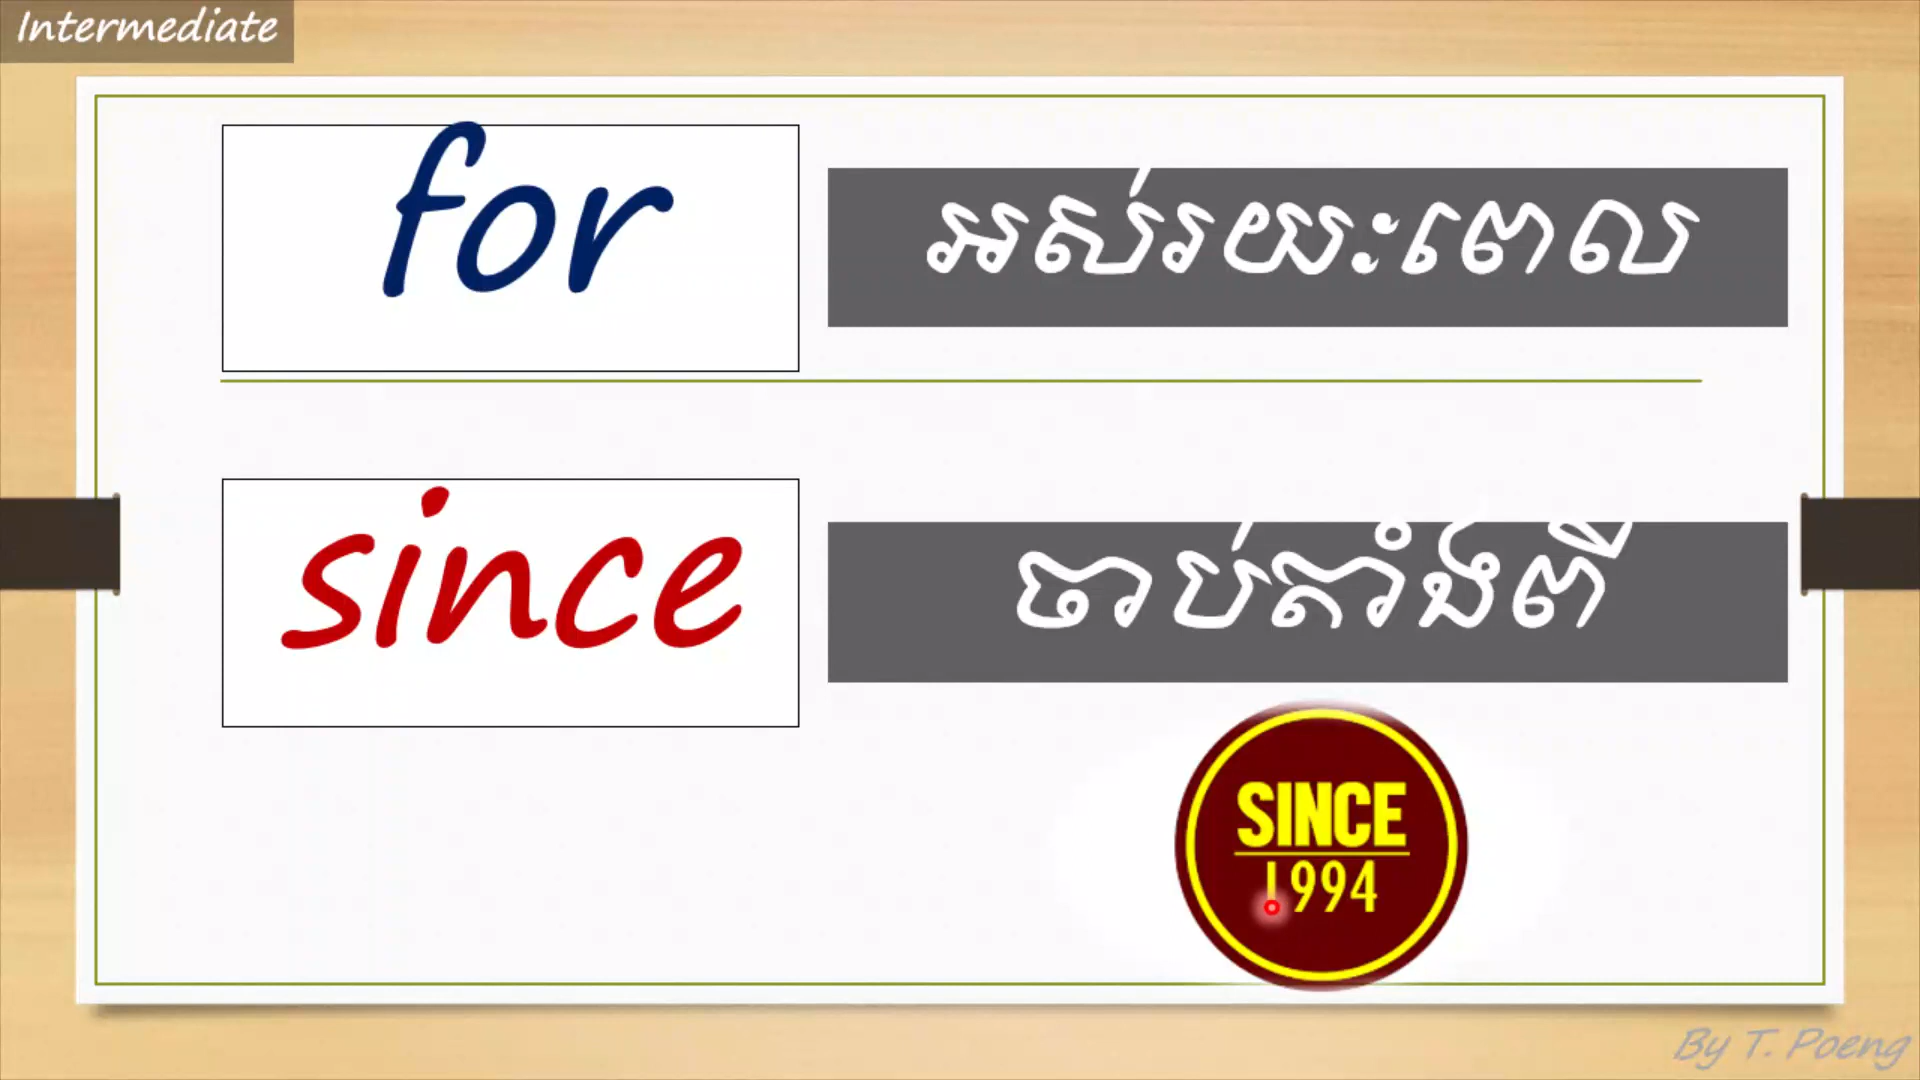 Intermediate
for
អស់រយៈពេល
since
ចាប់តាំងពី
SINCE
1994
By T. Poeng